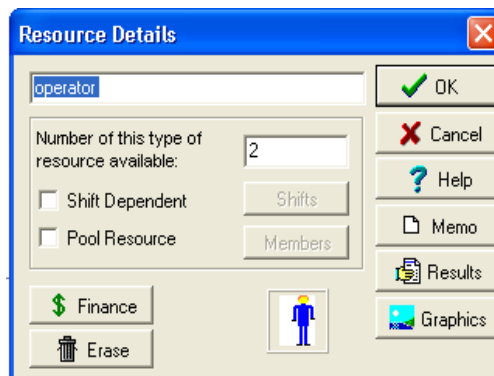 Resource Details
operator
OK
Number of this type of
resource available:
2
Cancel
Help
Shift Dependent
Shifts
Pool Resource
Members
Memo
Results
$ Finance
Graphics
Erase